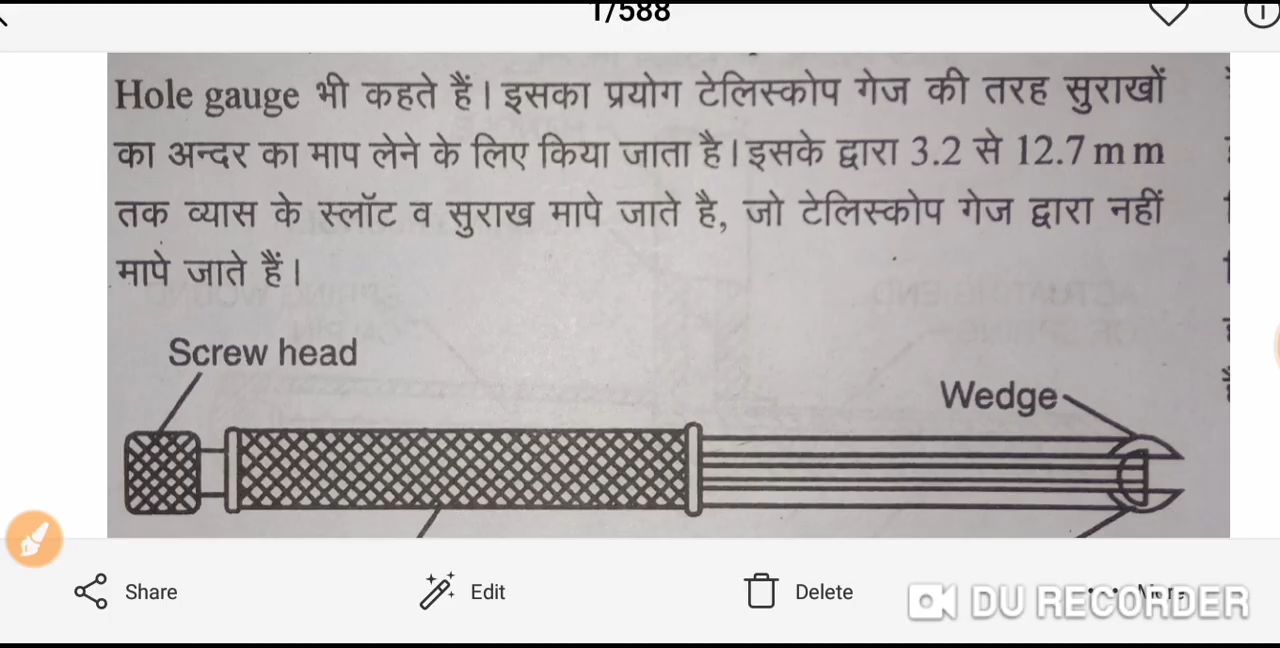 1/588
Hole gauge भी कहते हैं। इसका प्रयोग टेलिस्कोप गेज की तरह सुराखों
का अन्दर का माप लेने के लिए किया जाता है। इसके द्वारा 3.2 से 12.7 mm
तक व्यास के स्लॉट व सुराख मापे जाते है, जो टेलिस्कोप गेज द्वारा नहीं
मापे जाते हैं।
Screw head
Wedge
Share
Edit
Delete
More
DU RECORDER